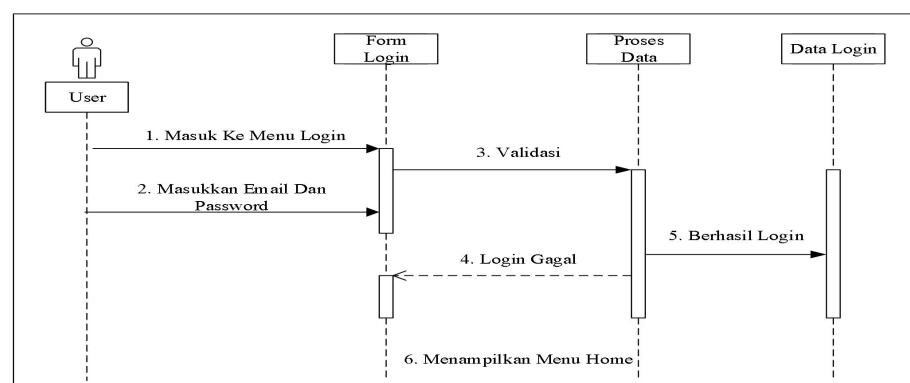 Form
Login
Proses
Data
Data Login
User
1. Masuk Ke Menu Login
3. Validasi
2. Masukkan Email Dan
Password
5. Berhasil Login
4. Login Gagal
6. Menampilkan Menu Home